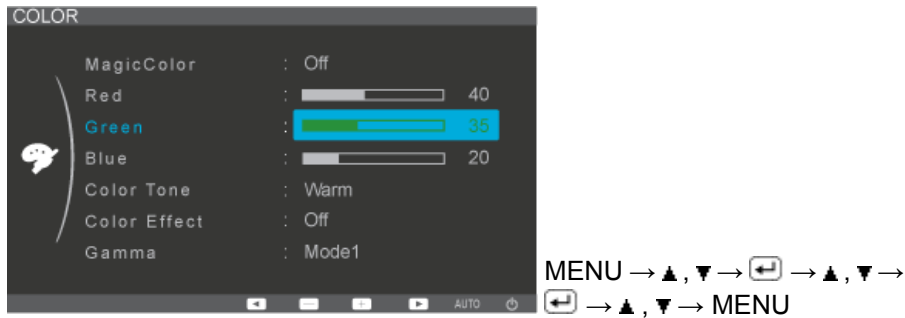 COLOR
MagicColor : Off
Red : 40
Green : 35
Blue : 20
Color Tone : Warm
Color Effect : Off
Gamma : Mode1
AUTO
MENU → ▲ , ▼ → ↵ → ▲ , ▼ →
↵ → ▲ , ▼ → MENU